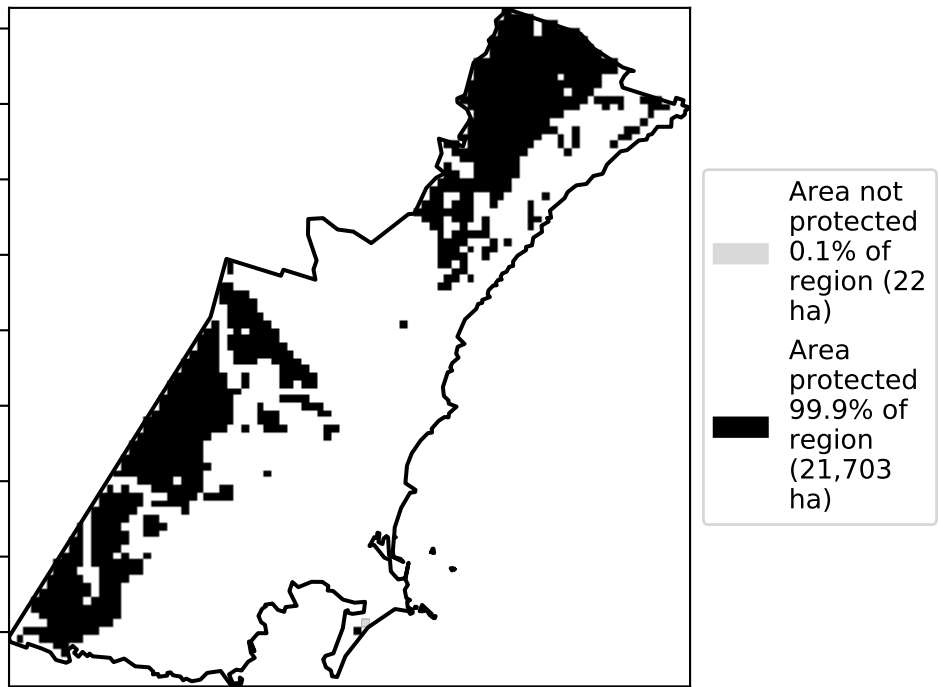 Area not
protected
0.1% of
region (22
ha)
Area
protected
99.9% of
region
(21,703
ha)